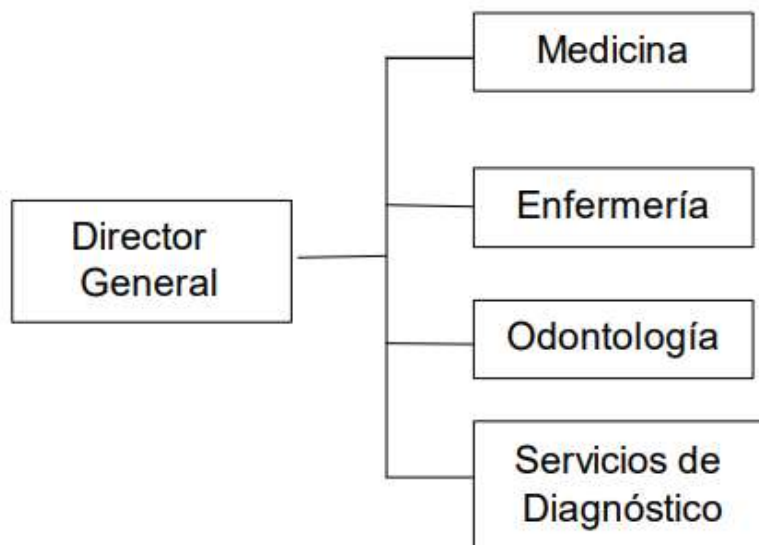 Medicina
Enfermería
Director
General
Odontología
Servicios de
Diagnóstico